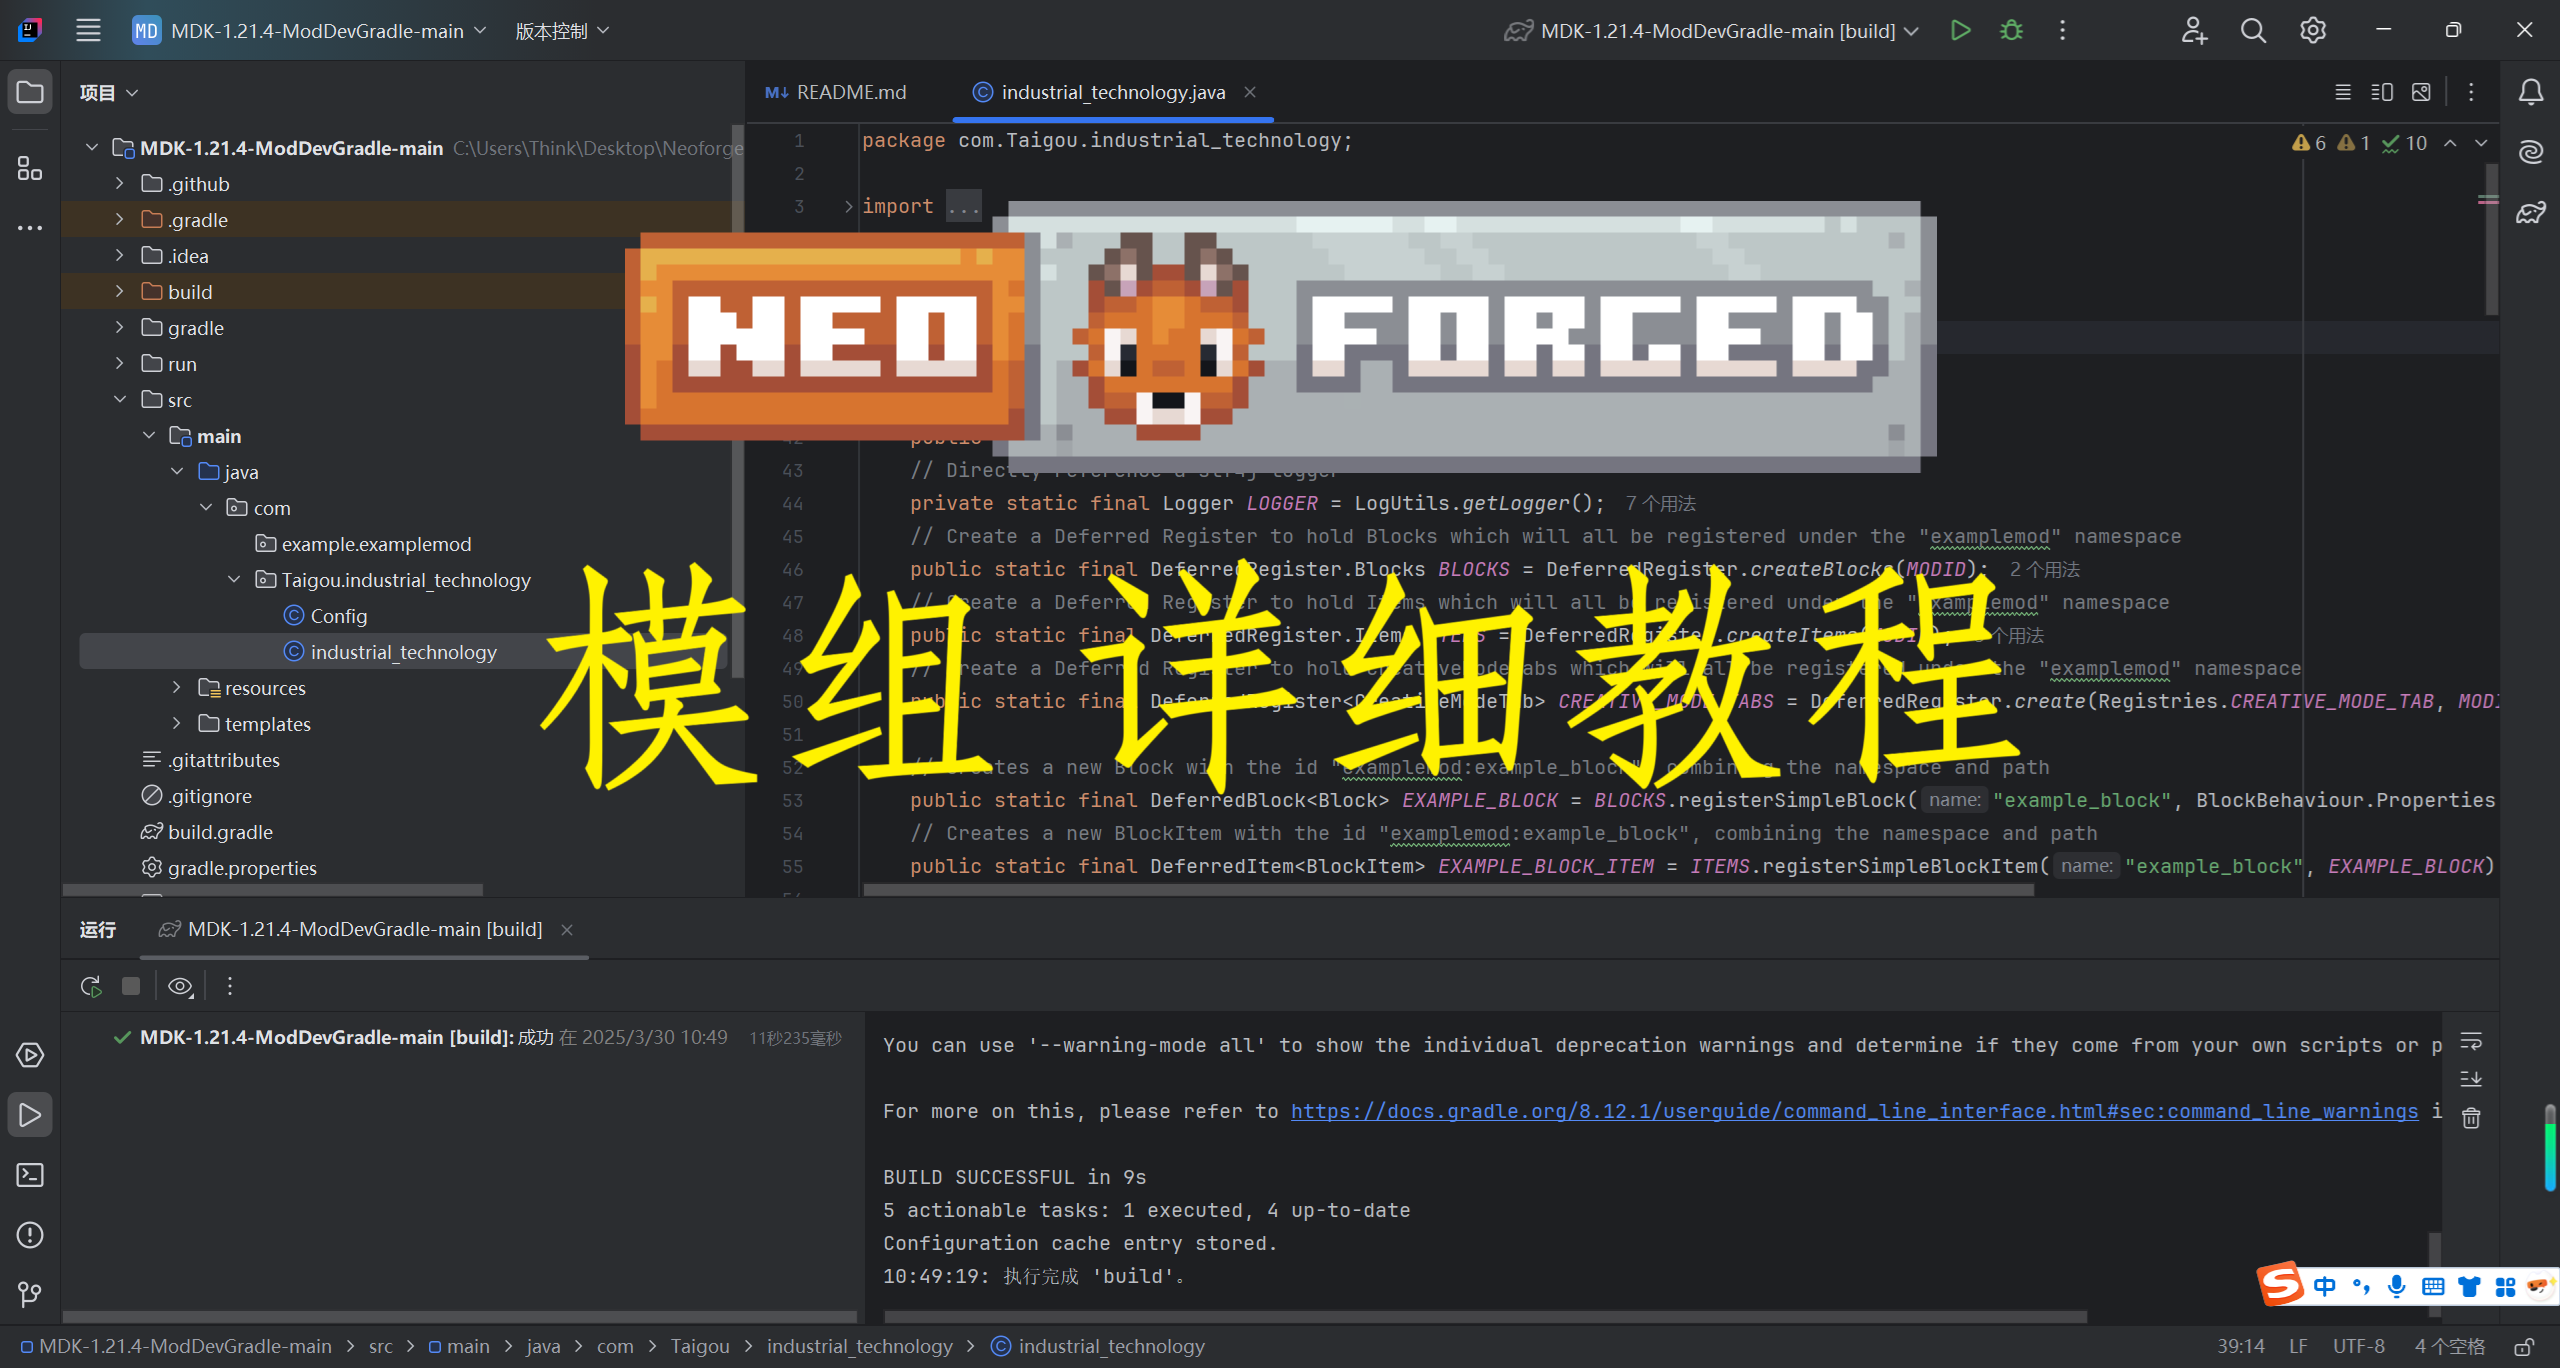 MD MDK-1.21.4-ModDevGradle-main 版本控制 MDK-1.21.4-ModDevGradle-main [build]
项目
MDK-1.21.4-ModDevGradle-main C:\Users\Think\Desktop\Neoforge
.github
.gradle
.idea
build
gradle
run
src
main
java
com
example.examplemod
Taigou.industrial_technology
Config
industrial_technology
resources
templates
.gitattributes
.gitignore
build.gradle
gradle.properties
README.md industrial_technology.java
6 1 10
1 package com.Taigou.industrial_technology;
2
3 import ...
NEO FORGED
42 public
43 // Directly reference a slf4j logger
44 private static final Logger LOGGER = LogUtils.getLogger(); 7 个用法
45 // Create a Deferred Register to hold Blocks which will all be registered under the "examplemod" namespace
46 public static final DeferredRegister.Blocks BLOCKS = DeferredRegister.createBlocks(MODID); 2 个用法
47 // Create a Deferred Register to hold Items which will all be registered under the "examplemod" namespace
48 public static final DeferredRegister.Items ITEMS = DeferredRegister.createItems(MODID); 个用法
49 // Create a Deferred Register to hold CreativeModeTabs which will all be registered under the "examplemod" namespace
50 public static final DeferredRegister<CreativeModeTab> CREATIVE_MODE_TABS = DeferredRegister.create(Registries.CREATIVE_MODE_TAB, MODI
51
52 // Creates a new Block with the id "examplemod:example_block", combining the namespace and path
53 public static final DeferredBlock<Block> EXAMPLE_BLOCK = BLOCKS.registerSimpleBlock( name: "example_block", BlockBehaviour.Properties
54 // Creates a new BlockItem with the id "examplemod:example_block", combining the namespace and path
55 public static final DeferredItem<BlockItem> EXAMPLE_BLOCK_ITEM = ITEMS.registerSimpleBlockItem( name: "example_block", EXAMPLE_BLOCK)
模组详细教程
运行 MDK-1.21.4-ModDevGradle-main [build]
MDK-1.21.4-ModDevGradle-main [build]: 成功 在 2025/3/30 10:49 11秒235毫秒
You can use '--warning-mode all' to show the individual deprecation warnings and determine if they come from your own scripts or p
For more on this, please refer to https://docs.gradle.org/8.12.1/userguide/command_line_interface.html#sec:command_line_warnings i
BUILD SUCCESSFUL in 9s
5 actionable tasks: 1 executed, 4 up-to-date
Configuration cache entry stored.
10:49:19: 执行完成 'build'。
S 中
MDK-1.21.4-ModDevGradle-main > src > main > java > com > Taigou > industrial_technology > industrial_technology 39:14 LF UTF-8 4 个空格